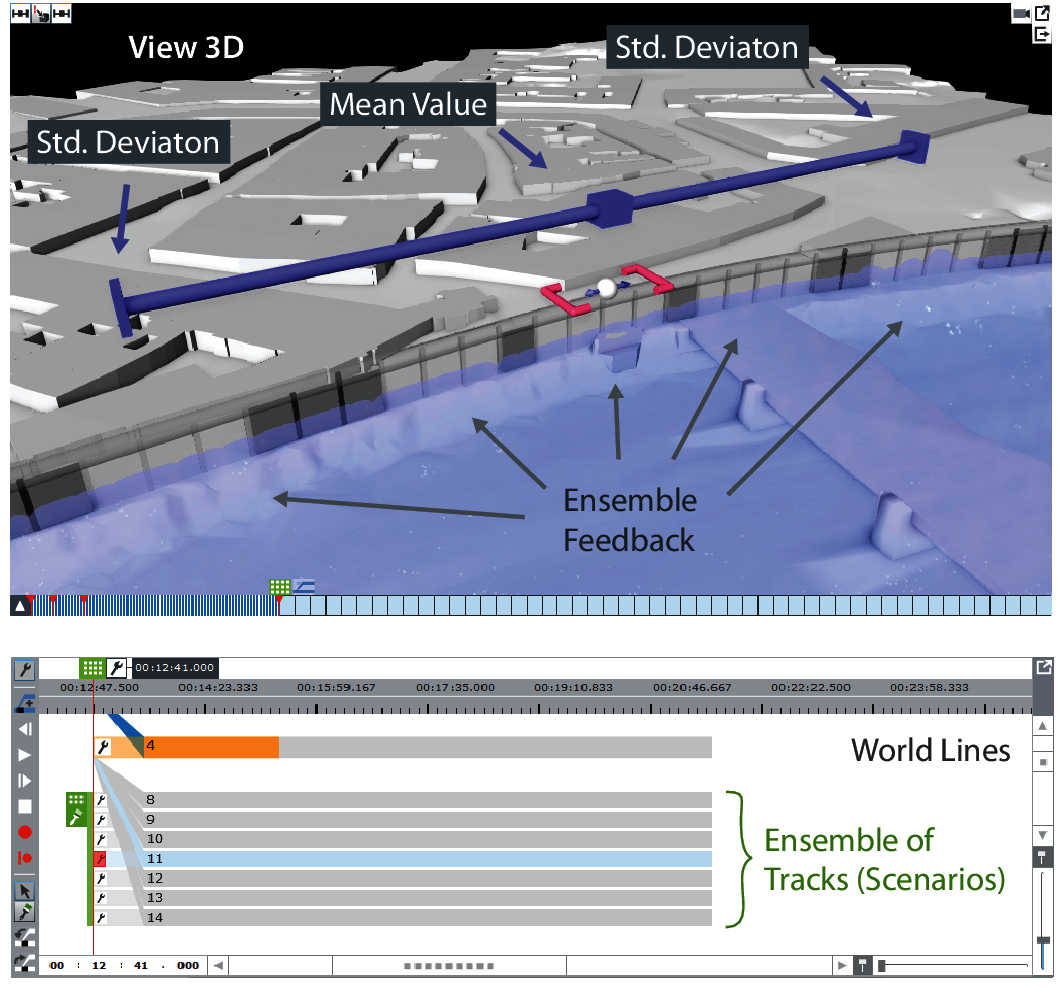 View 3D
Std. Deviaton
Mean Value
Std. Deviaton
Ensemble
Feedback
00:12:41.000
00:12:47.500 00:14:23.333 00:15:59.167 00:17:35.000 00:19:10.833 00:20:46.667 00:22:22.500 00:23:58.333
4
World Lines
8
9
10
11
12
13
14
Ensemble of
Tracks (Scenarios)
00 : 12 : 41 . 000